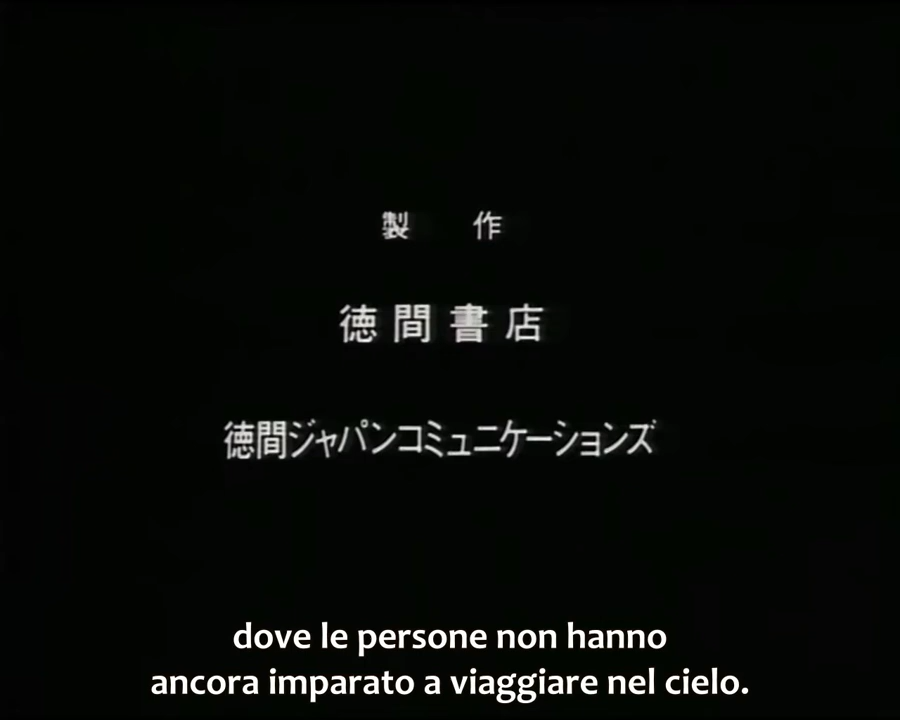 製作
徳間書店
徳間ジャパンコミュニケーションズ
dove le persone non hanno
ancora imparato a viaggiare nel cielo.